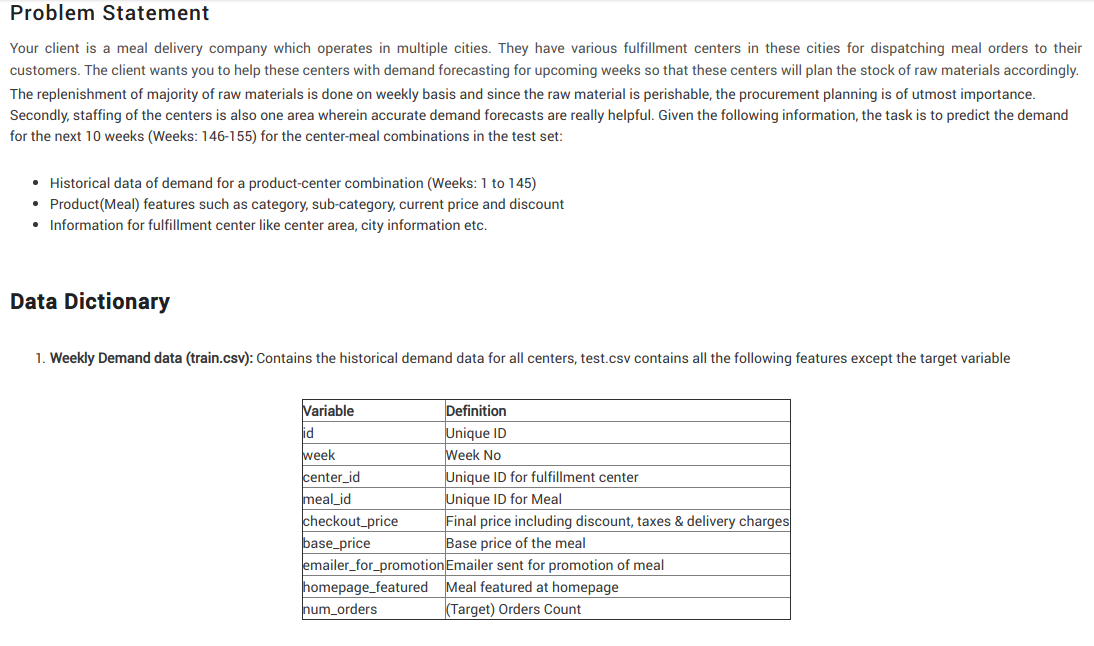 Problem Statement
Your client is a meal delivery company which operates in multiple cities. They have various fulfillment centers in these cities for dispatching meal orders to their
customers. The client wants you to help these centers with demand forecasting for upcoming weeks so that these centers will plan the stock of raw materials accordingly.
The replenishment of majority of raw materials is done on weekly basis and since the raw material is perishable, the procurement planning is of utmost importance.
Secondly, staffing of the centers is also one area wherein accurate demand forecasts are really helpful. Given the following information, the task is to predict the demand
for the next 10 weeks (Weeks: 146-155) for the center-meal combinations in the test set:
• Historical data of demand for a product-center combination (Weeks: 1 to 145)
• Product(Meal) features such as category, sub-category, current price and discount
• Information for fulfillment center like center area, city information etc.
Data Dictionary
1. Weekly Demand data (train.csv): Contains the historical demand data for all centers, test.csv contains all the following features except the target variable
Variable Definition
id Unique ID
week Week No
center_id Unique ID for fulfillment center
meal_id Unique ID for Meal
checkout_price Final price including discount, taxes & delivery charges
base_price Base price of the meal
emailer_for_promotion Emailer sent for promotion of meal
homepage_featured Meal featured at homepage
num_orders (Target) Orders Count